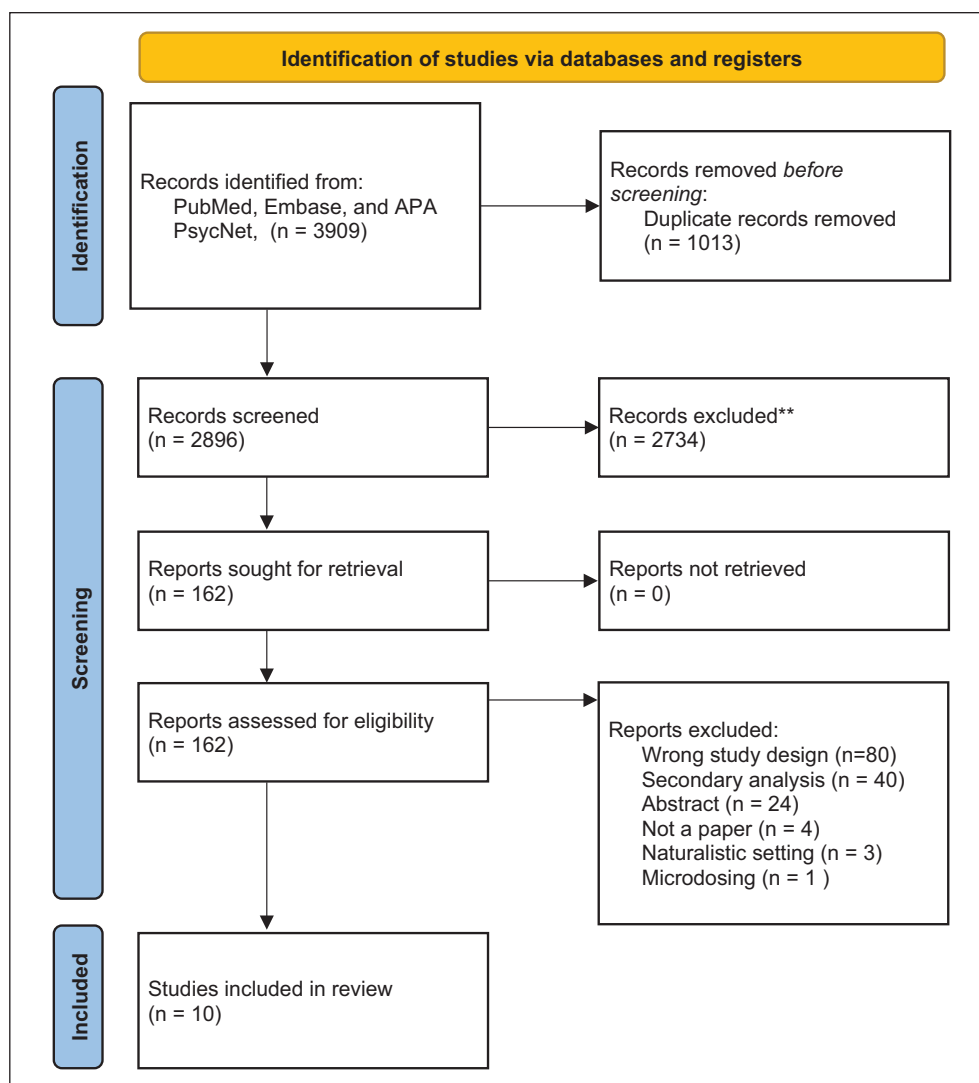 Identification of studies via databases and registers
Identification
Records identified from:
PubMed, Embase, and APA
PsycNet, (n = 3909)
Records removed before
screening:
Duplicate records removed
(n = 1013)
Screening
Records screened
(n = 2896)
Records excluded**
(n = 2734)
Reports sought for retrieval
(n = 162)
Reports not retrieved
(n = 0)
Reports assessed for eligibility
(n = 162)
Reports excluded:
Wrong study design (n=80)
Secondary analysis (n = 40)
Abstract (n = 24)
Not a paper (n = 4)
Naturalistic setting (n = 3)
Microdosing (n = 1 )
Included
Studies included in review
(n = 10)